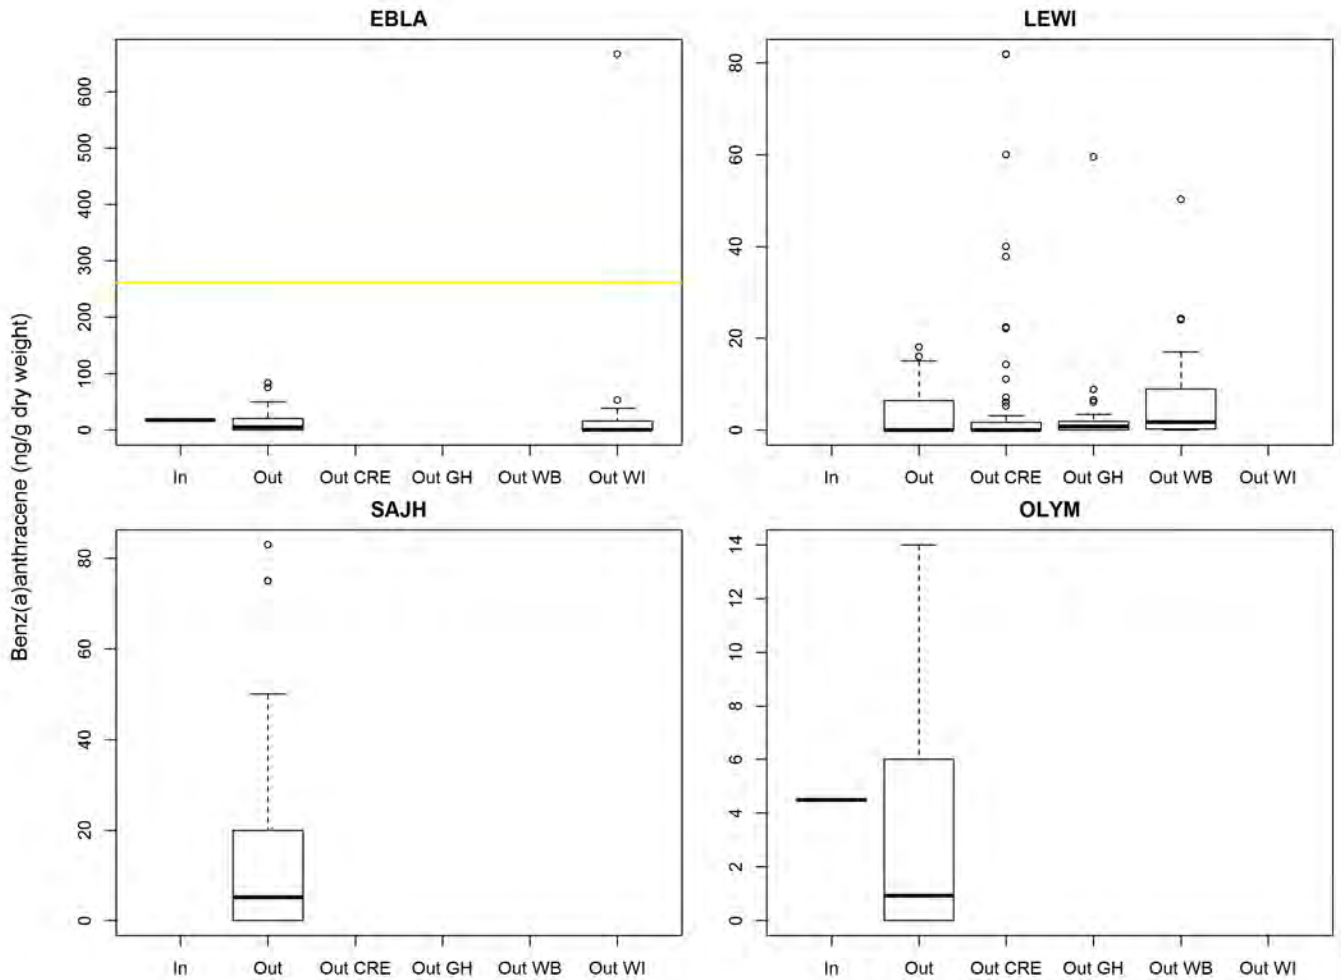 EBLA
LEWI
Benz(a)anthracene (ng/g dry weight)
600
500
400
300
200
100
0
In Out Out CRE Out GH Out WB Out WI
80
60
40
20
0
In Out Out CRE Out GH Out WB Out WI
SAJH
OLYM
80
60
40
20
0
In Out Out CRE Out GH Out WB Out WI
14
12
10
8
6
4
2
0
In Out Out CRE Out GH Out WB Out WI